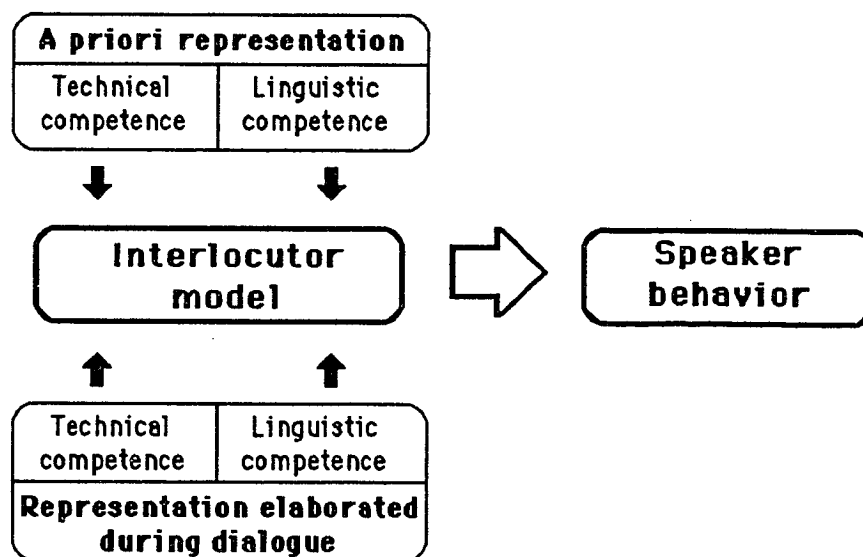 A priori representation
Technical competence
Linguistic competence
Interlocutor model
Speaker behavior
Technical competence
Linguistic competence
Representation elaborated during dialogue